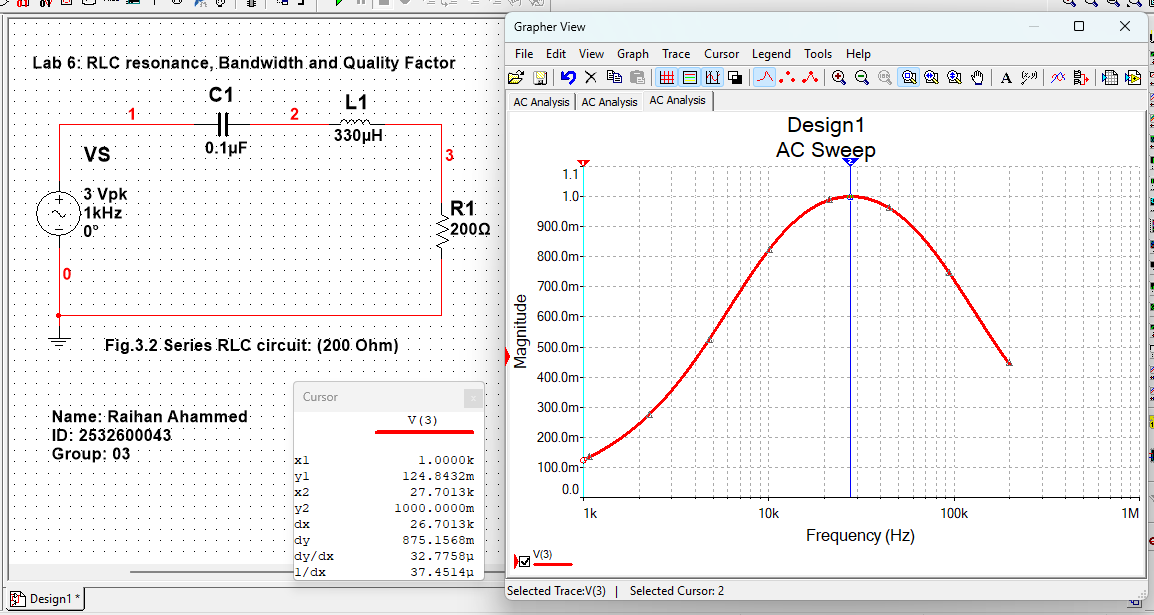 Lab 6: RLC resonance, Bandwidth and Quality Factor
C1
L1
1
2
0.1µF
330µH
3
VS
3 Vpk
1kHz
0°
R1
200Ω
0
Fig.3.2 Series RLC circuit: (200 Ohm)
Name: Raihan Ahammed
ID: 2532600043
Group: 03
Cursor
V(3)
x1 1.0000k
y1 124.8432m
x2 27.7013k
y2 1000.0000m
dx 26.7013k
dy 875.1568m
dy/dx 32.7758µ
1/dx 37.4514µ
Design1 *
Grapher View
File Edit View Graph Trace Cursor Legend Tools Help
AC Analysis AC Analysis AC Analysis
Design1
AC Sweep
1
2
1.1
1.0
900.0m
800.0m
700.0m
600.0m
500.0m
400.0m
300.0m
200.0m
100.0m
0.0
Magnitude
1k 10k 100k 1M
Frequency (Hz)
V(3)
Selected Trace:V(3) | Selected Cursor: 2